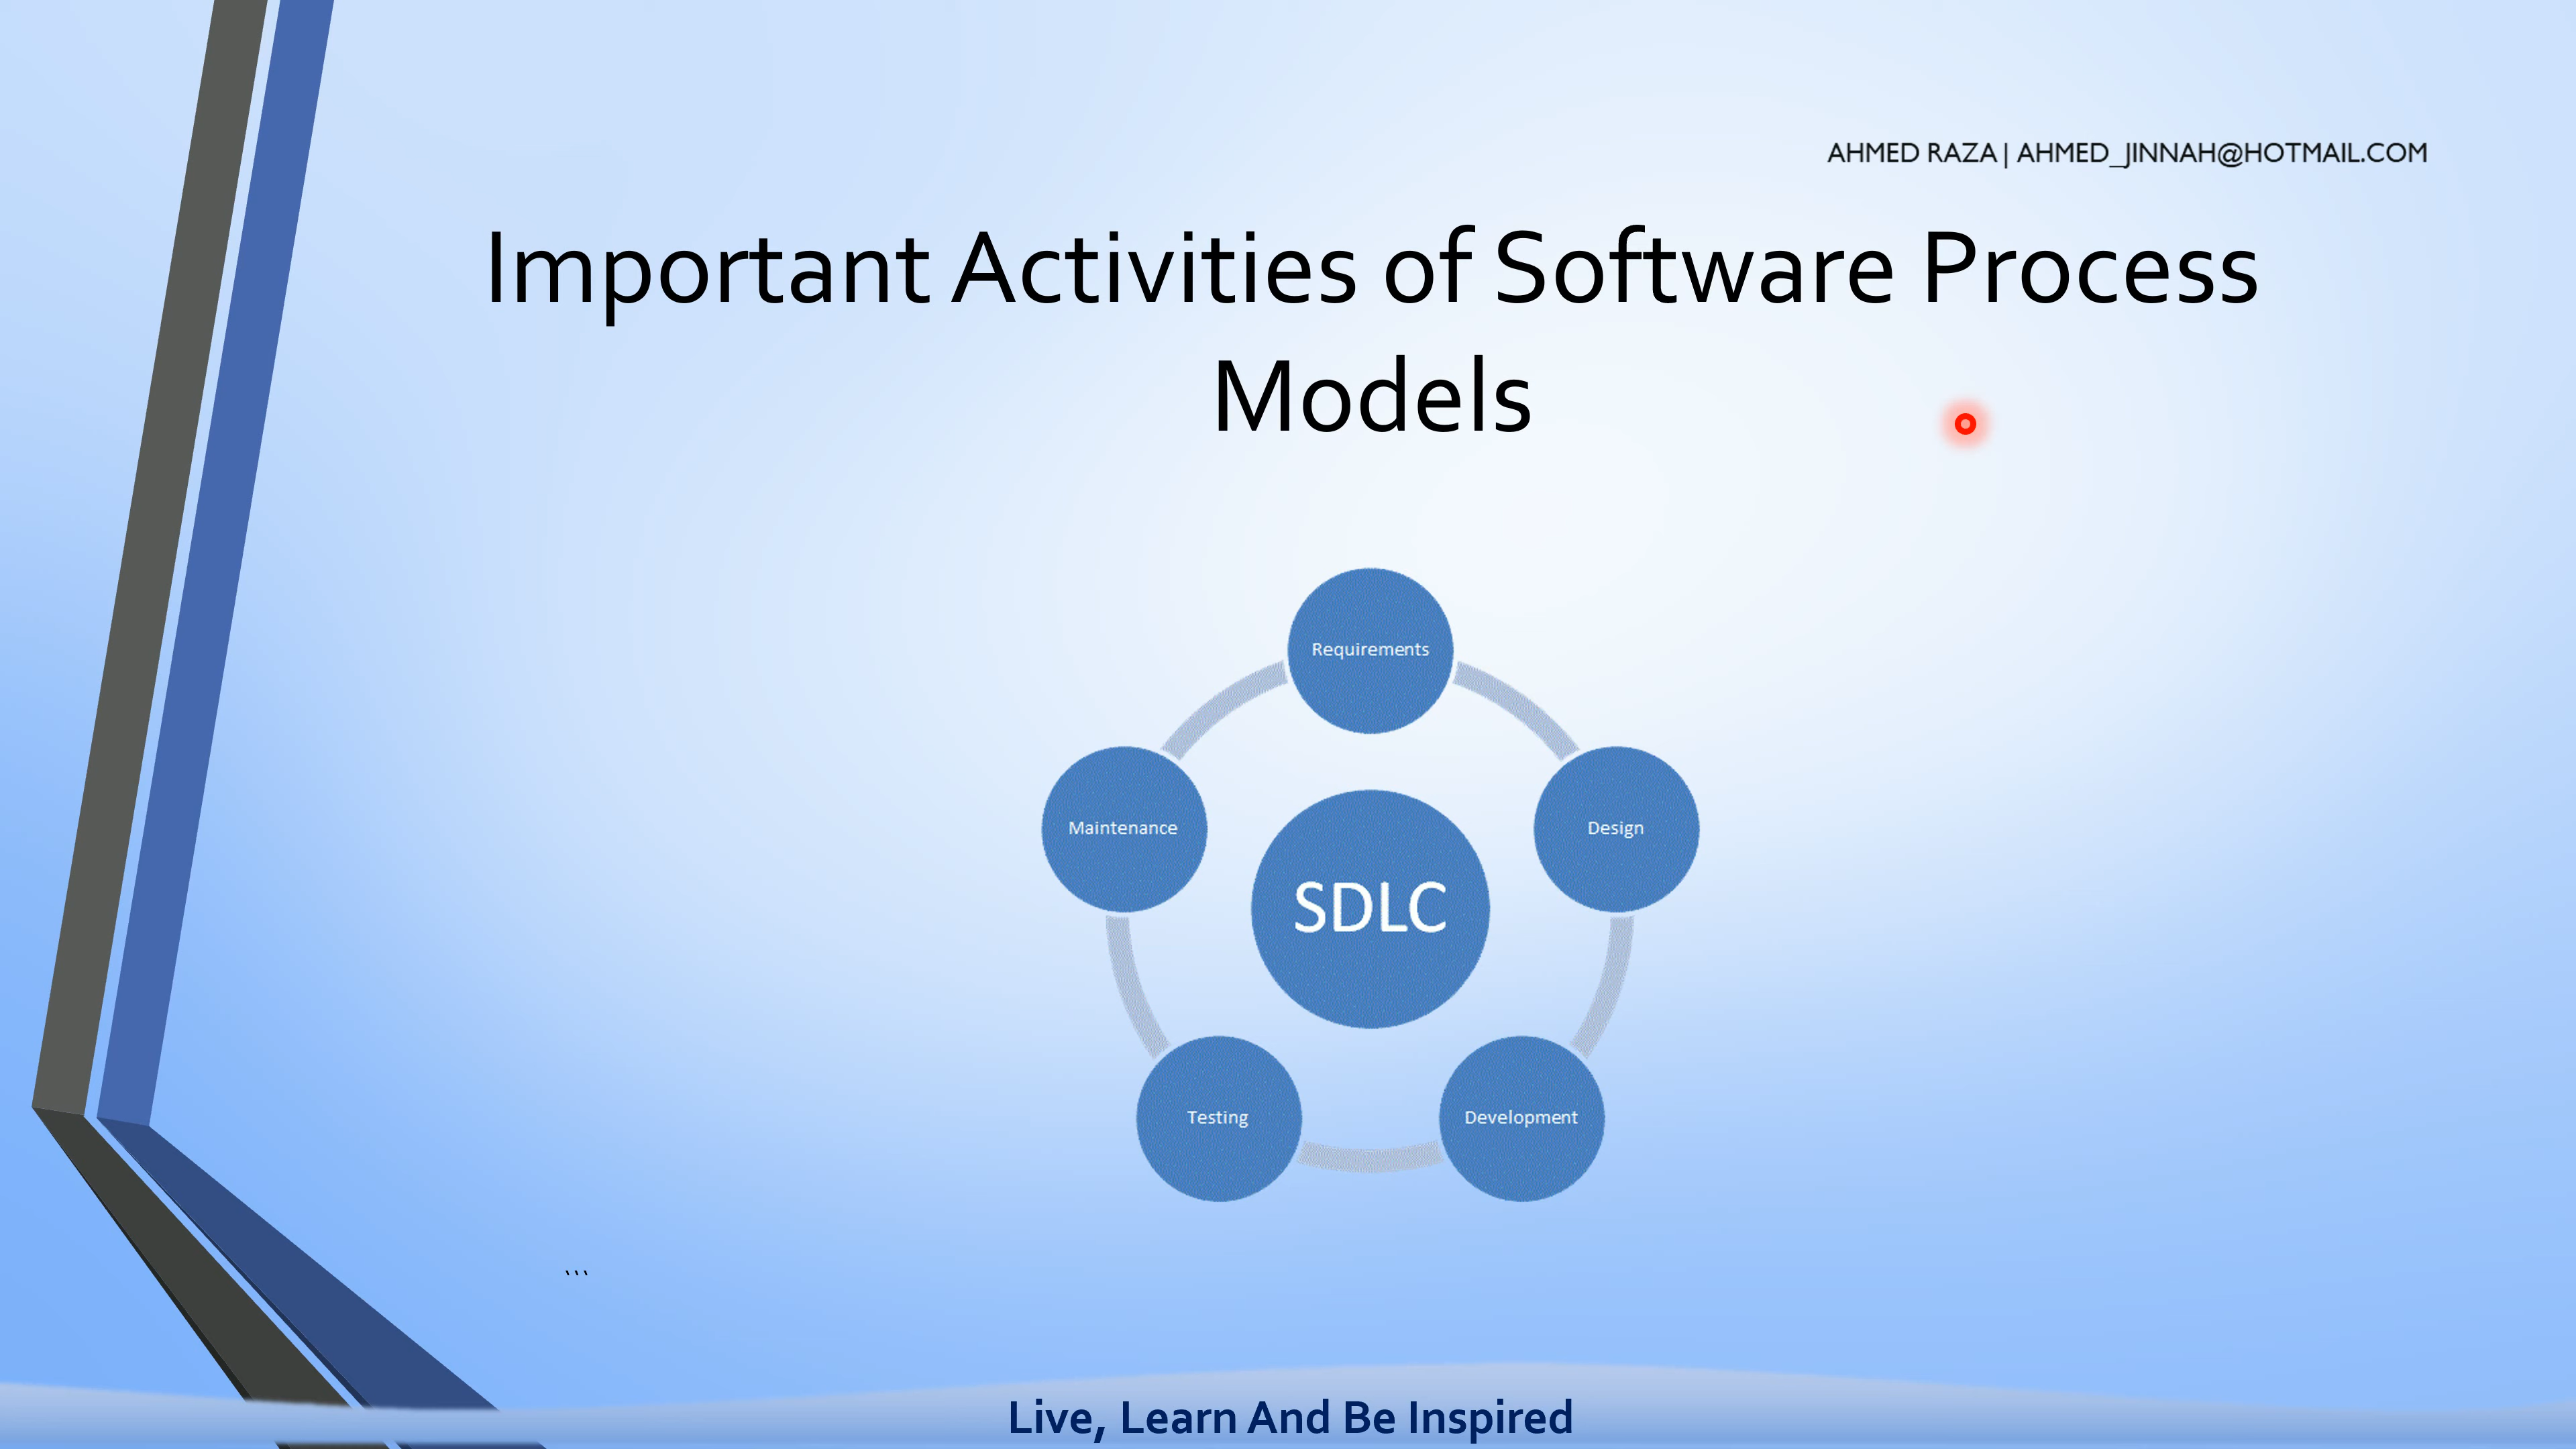 AHMED RAZA | AHMED_JINNAH@HOTMAIL.COM
Important Activities of Software Process
Models
Requirements
Maintenance
Design
SDLC
Testing
Development
```
Live, Learn And Be Inspired